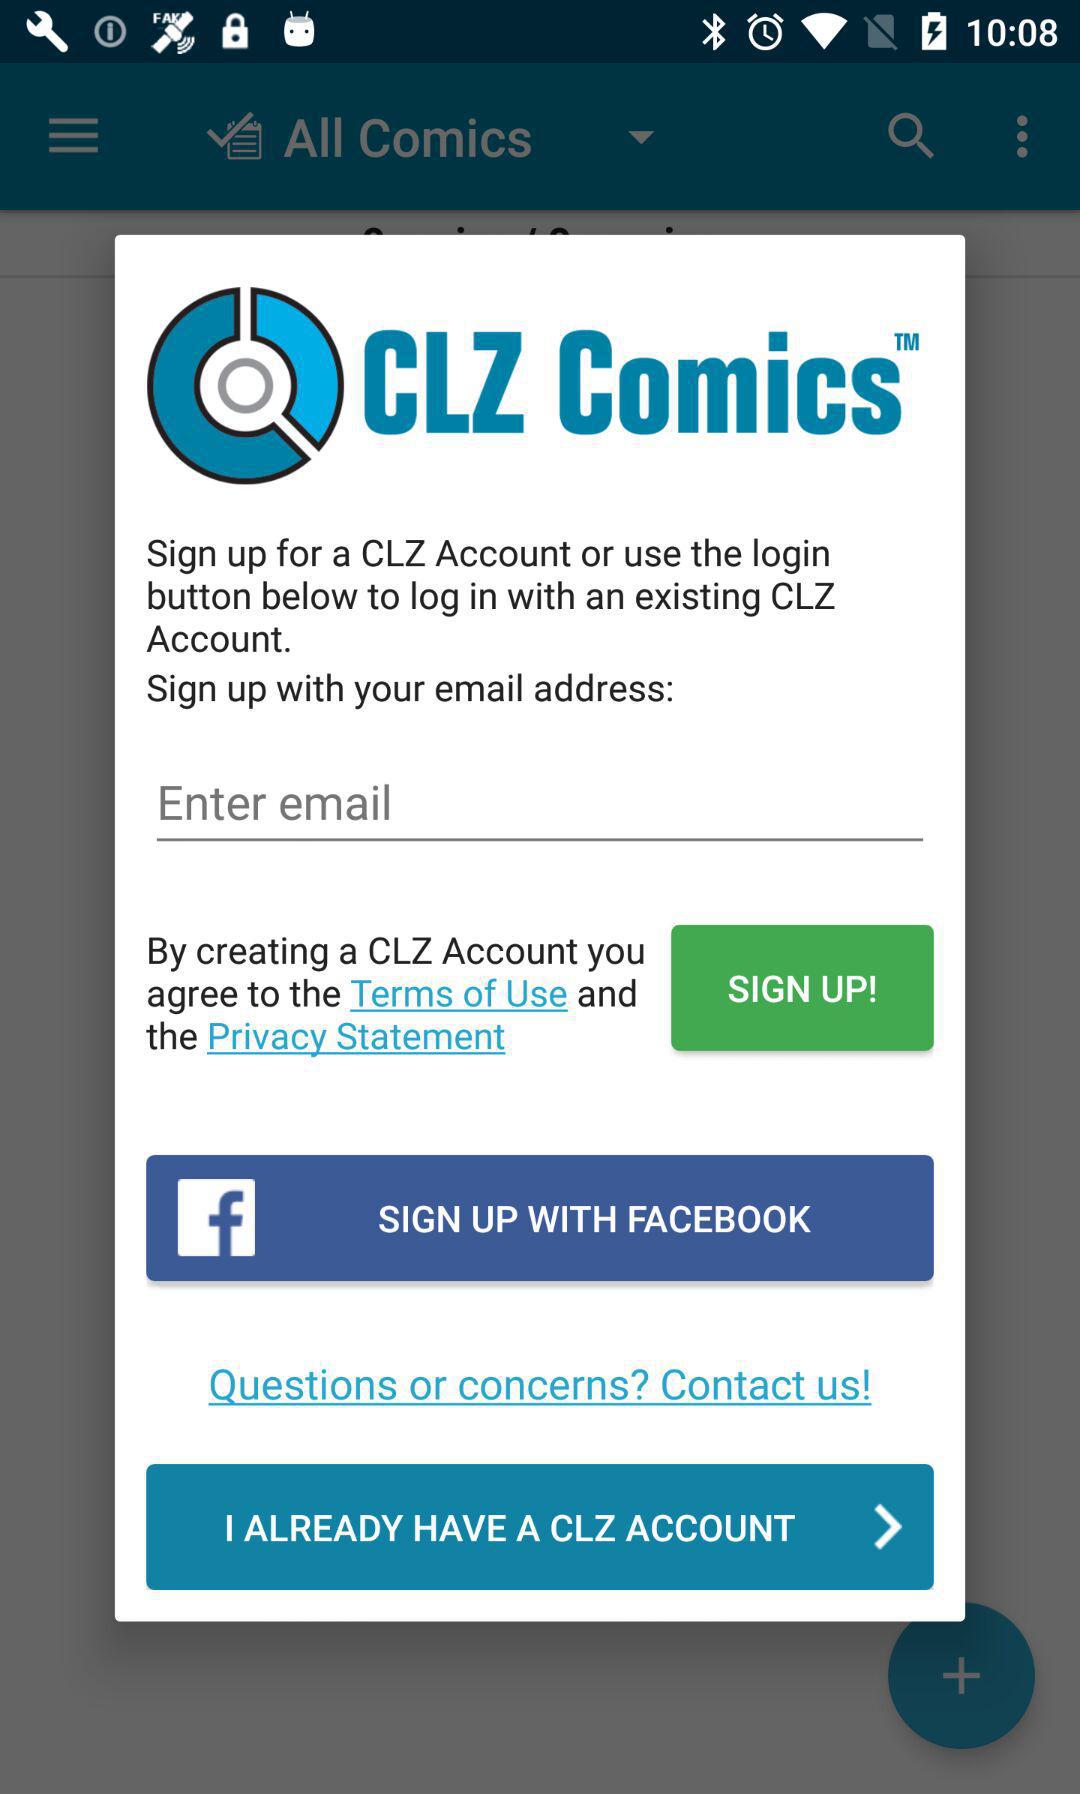 FAKE
10:08
All Comics
CLZ Comics™
Sign up for a CLZ Account or use the login
button below to log in with an existing CLZ
Account.
Sign up with your email address:
Enter email
By creating a CLZ Account you
agree to the Terms of Use and
the Privacy Statement
SIGN UP!
f SIGN UP WITH FACEBOOK
Questions or concerns? Contact us!
I ALREADY HAVE A CLZ ACCOUNT